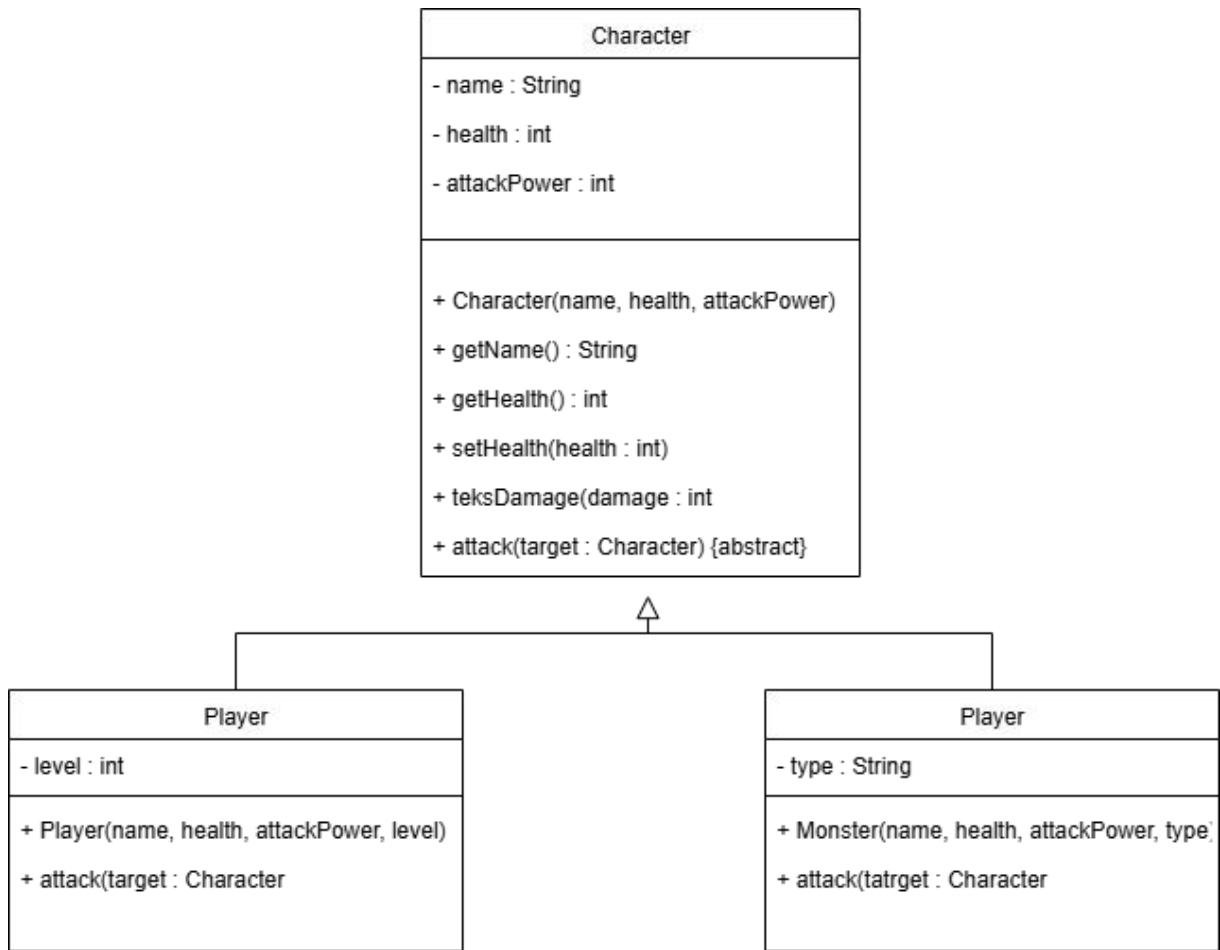 Character
- name : String
- health : int
- attackPower : int
+ Character(name, health, attackPower)
+ getName() : String
+ getHealth() : int
+ setHealth(health : int)
+ teksDamage(damage : int
+ attack(target : Character) {abstract}
Player
- level : int
+ Player(name, health, attackPower, level)
+ attack(target : Character
Player
- type : String
+ Monster(name, health, attackPower, type)
+ attack(tatrget : Character